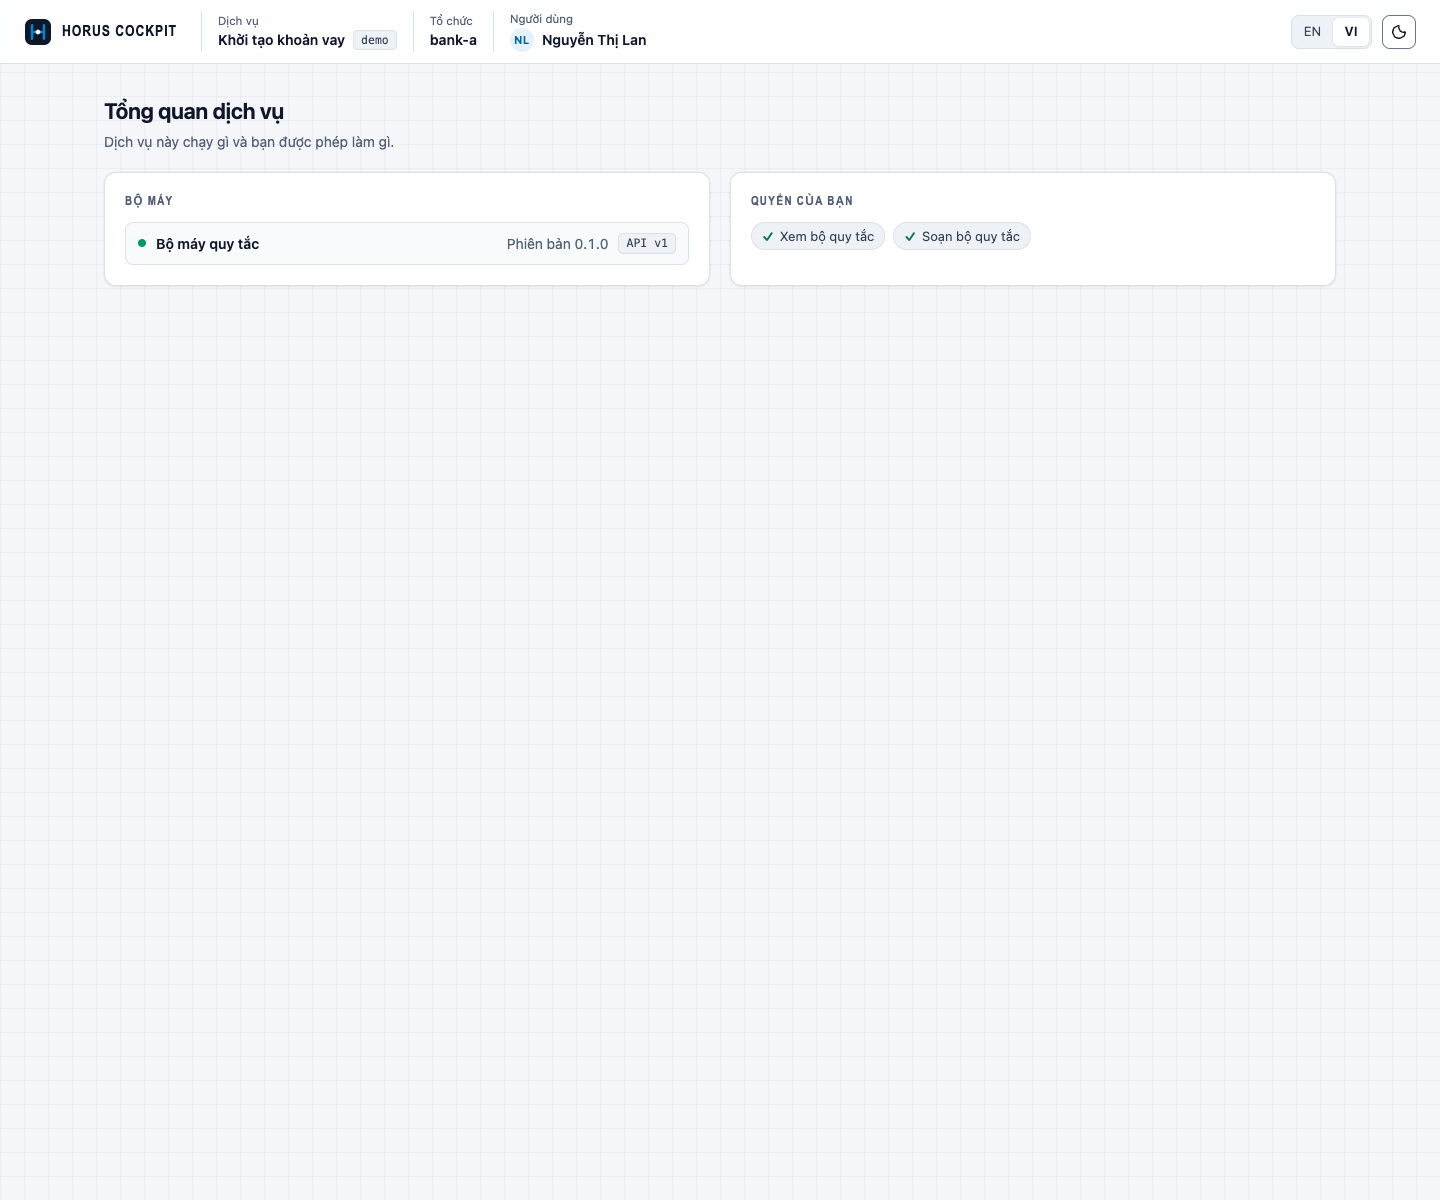 HORUS COCKPIT
Dịch vụ
Khởi tạo khoản vay demo
Tổ chức
bank-a
Người dùng
NL Nguyễn Thị Lan
EN VI
Tổng quan dịch vụ
Dịch vụ này chạy gì và bạn được phép làm gì.
BỘ MÁY
Bộ máy quy tắc Phiên bản 0.1.0 API v1
QUYỀN CỦA BẠN
Xem bộ quy tắc Soạn bộ quy tắc